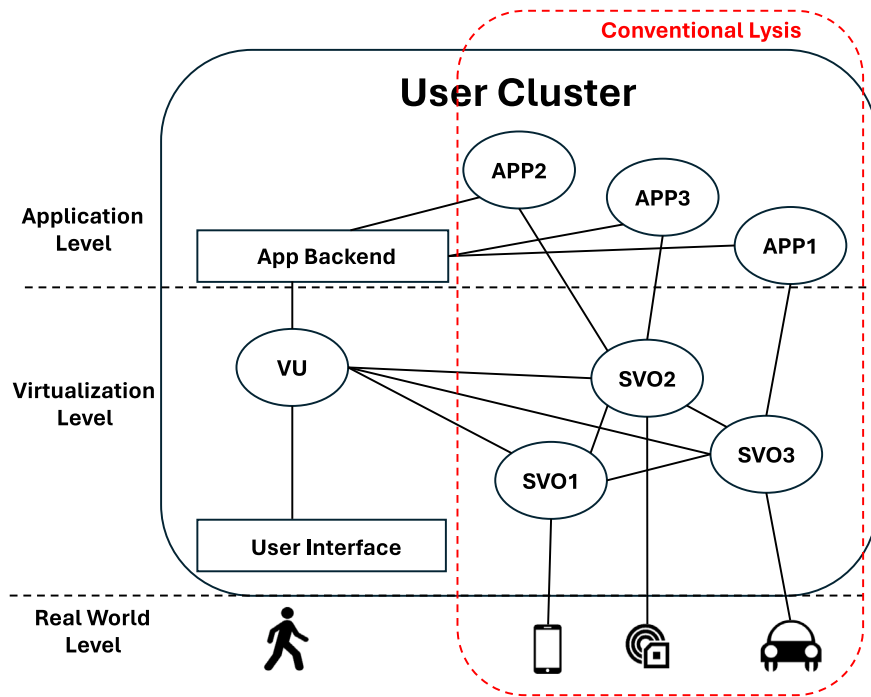 Conventional Lysis
User Cluster
APP2
APP3
Application
Level
APP1
App Backend
VU
SVO2
Virtualization
Level
SVO3
SVO1
User Interface
Real World
Level